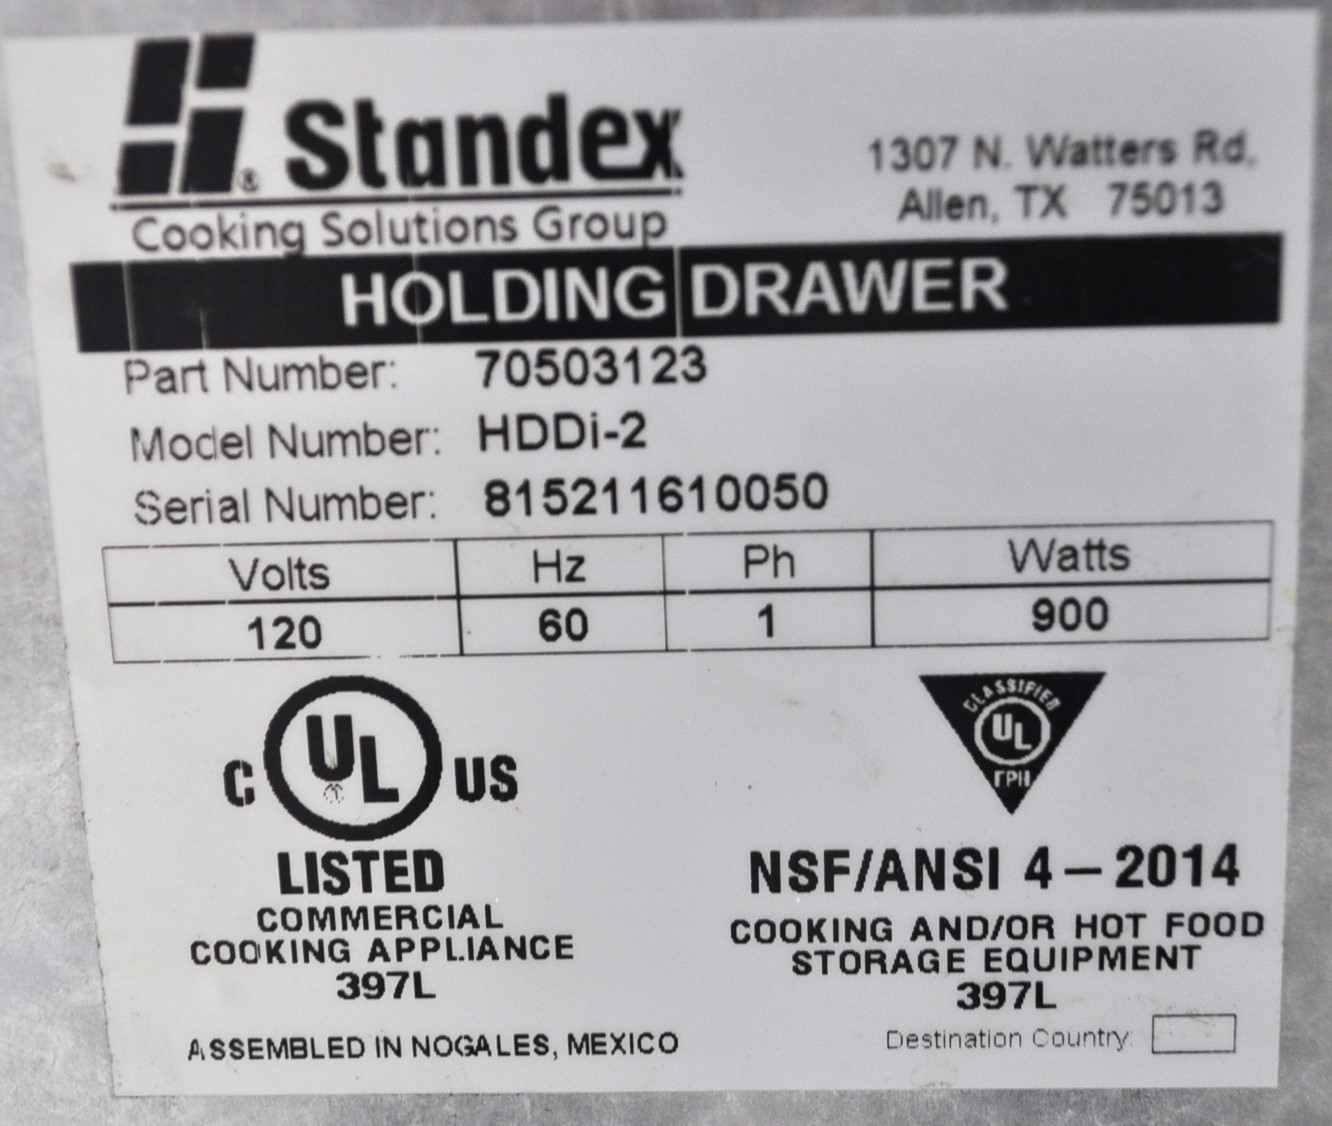 Standex
®
Cooking Solutions Group
1307 N. Watters Rd.
Allen, TX 75013
HOLDING DRAWER
Part Number: 70503123
Model Number: HDDi-2
Serial Number: 815211610050
Volts Hz Ph Watts
120 60 1 900
C UL US
LISTED
COMMERCIAL
COOKING APPLIANCE
397L
CLASSIFIED
UL
EPH
NSF/ANSI 4 – 2014
COOKING AND/OR HOT FOOD
STORAGE EQUIPMENT
397L
ASSEMBLED IN NOGALES, MEXICO
Destination Country: